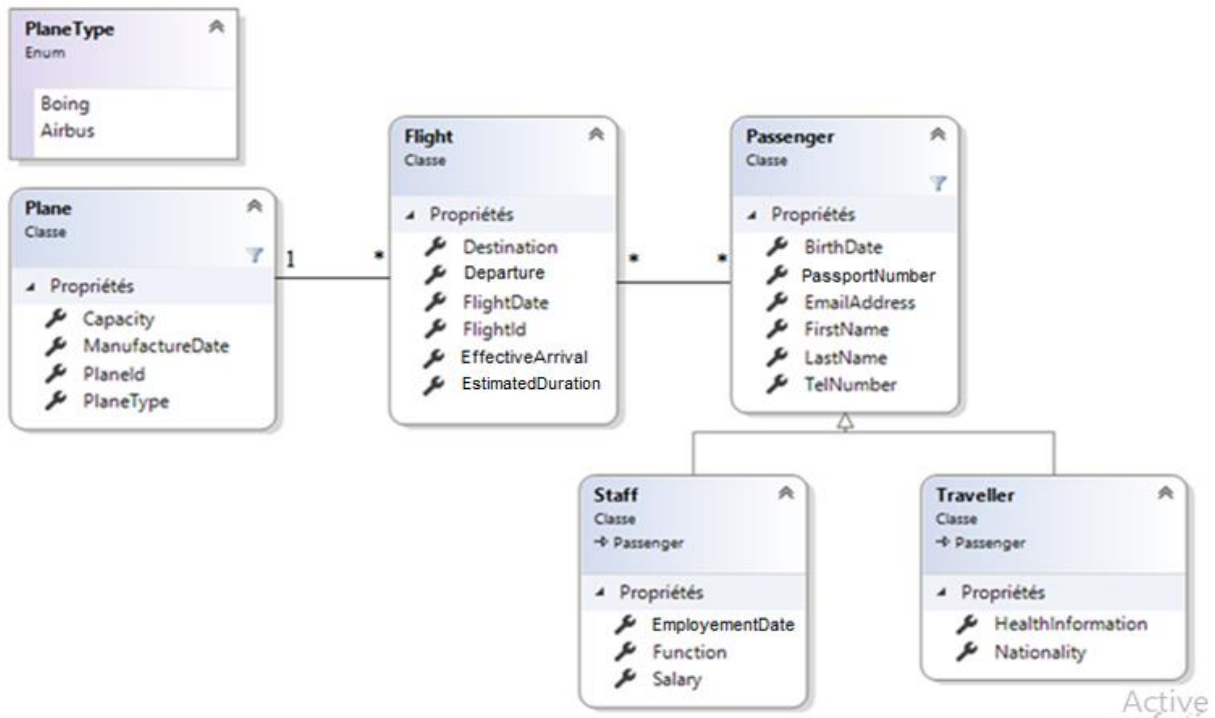 PlaneType
Enum
Boing
Airbus
Plane
Classe
Propriétés
Capacity
ManufactureDate
PlaneId
PlaneType
1
*
Flight
Classe
Propriétés
Destination
Departure
FlightDate
FlightId
EffectiveArrival
EstimatedDuration
*
*
Passenger
Classe
Propriétés
BirthDate
PassportNumber
EmailAddress
FirstName
LastName
TelNumber
Staff
Classe
Passenger
Propriétés
EmployementDate
Function
Salary
Traveller
Classe
Passenger
Propriétés
HealthInformation
Nationality
Active